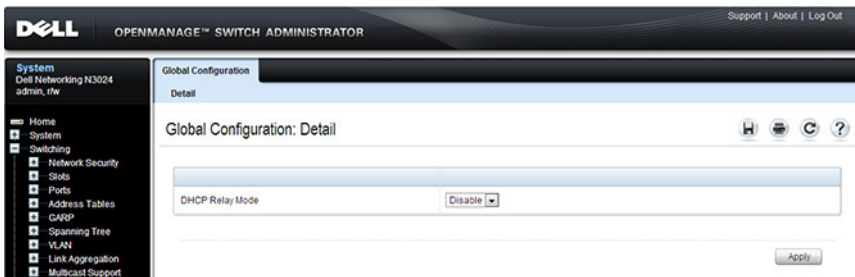 DELL
OPENMANAGE™ SWITCH ADMINISTRATOR
Support | About | Log Out
System
Dell Networking N3024
admin, r/w
Home
System
Switching
Network Security
Slots
Ports
Address Tables
GARP
Spanning Tree
VLAN
Link Aggregation
Multicast Support
Global Configuration
Detail
Global Configuration: Detail
DHCP Relay Mode
Disable
Apply